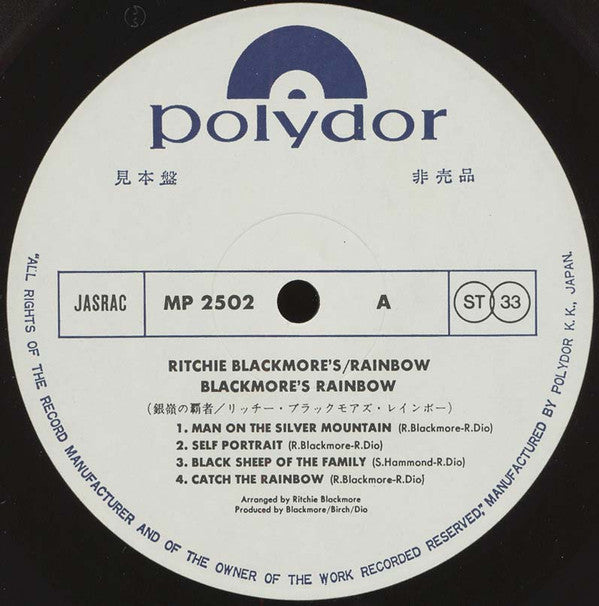 polydor
見本盤
非売品
JASRAC
MP 2502
A
ST 33
RITCHIE BLACKMORE'S/RAINBOW
BLACKMORE'S RAINBOW
(銀嶺の覇者/リッチー・ブラックモアズ・レインボー)
1. MAN ON THE SILVER MOUNTAIN (R.Blackmore-R.Dio)
2. SELF PORTRAIT (R.Blackmore-R.Dio)
3. BLACK SHEEP OF THE FAMILY (S.Hammond-R.Dio)
4. CATCH THE RAINBOW (R.Blackmore-R.Dio)
Arranged by Ritchie Blackmore
Produced by Blackmore/Birch/Dio
"ALL RIGHTS OF THE RECORD MANUFACTURER AND OF THE OWNER OF THE WORK RECORDED RESERVED," MANUFACTURED BY POLYDOR K.K., JAPAN.